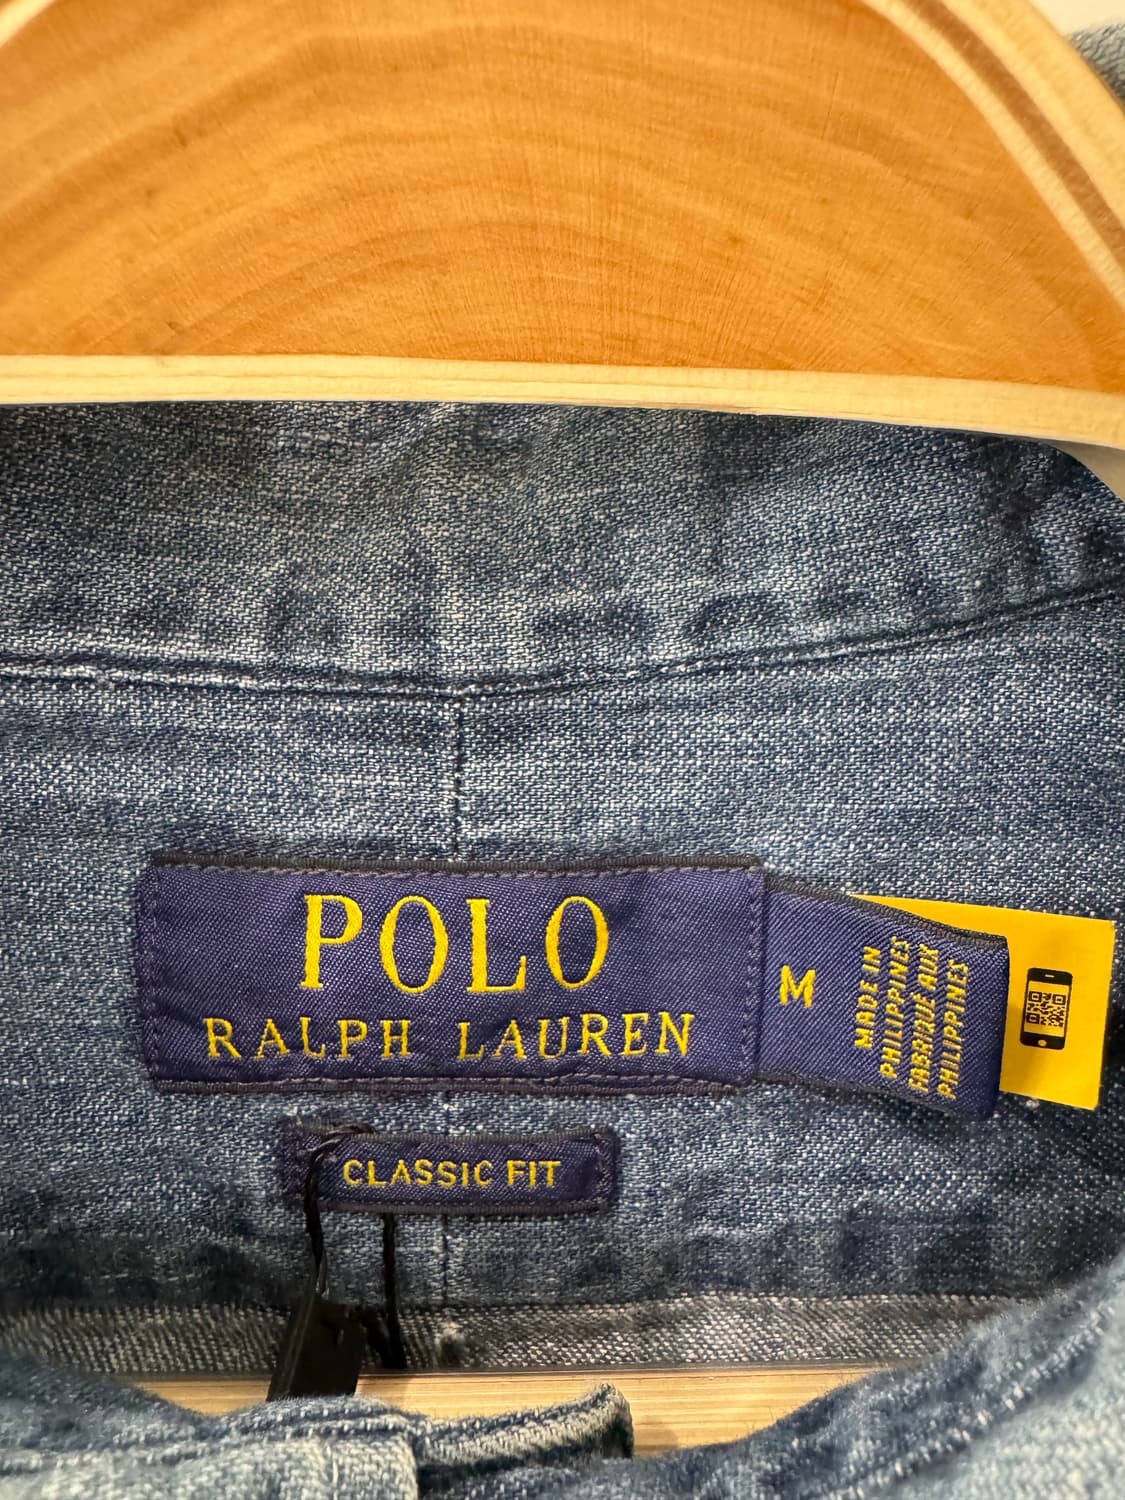 POLO
RALPH LAUREN
M
MADE IN
PHILIPPINES
FABRIQUÉ AUX
PHILIPPINES
CLASSIC FIT